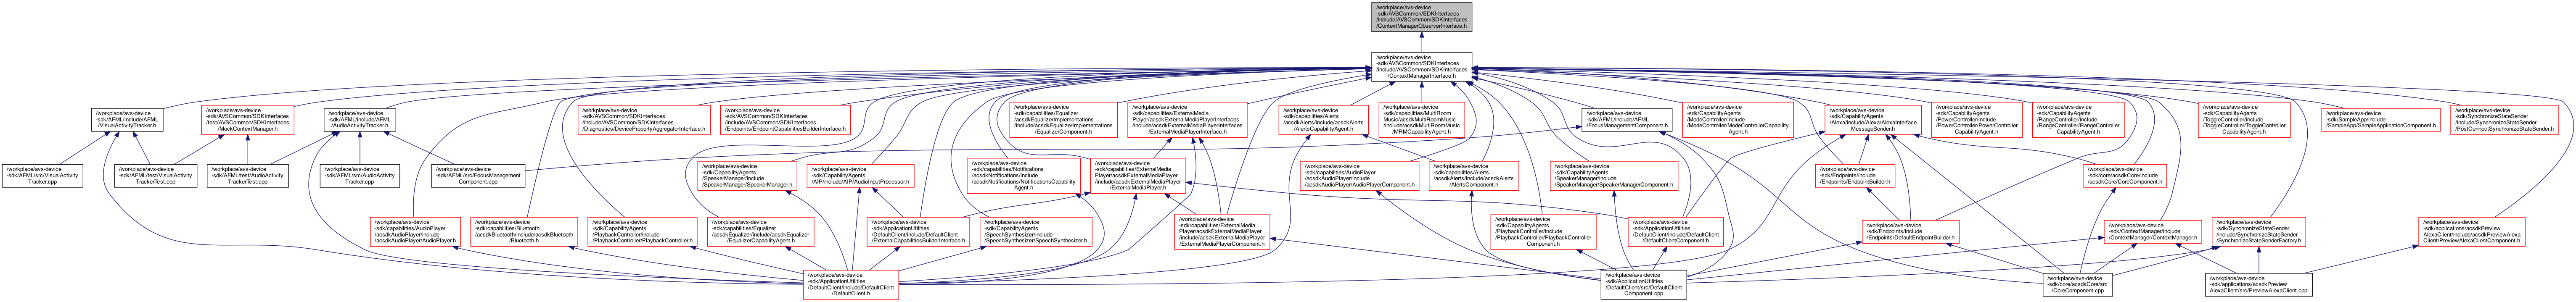 /workplace/avs-device
-sdk/AVSCommon/SDKInterfaces
/include/AVSCommon/SDKInterfaces
/ContextManagerObserverInterface.h
/workplace/avs-device
-sdk/AVSCommon/SDKInterfaces
/include/AVSCommon/SDKInterfaces
/ContextManagerInterface.h
/workplace/avs-device
-sdk/AFML/include/AFML
/VisualActivityTracker.h
/workplace/avs-device
-sdk/AVSCommon/SDKInterfaces
/test/AVSCommon/SDKInterfaces
/MockContextManager.h
/workplace/avs-device
-sdk/AFML/include/AFML
/AudioActivityTracker.h
/workplace/avs-device
-sdk/AVSCommon/SDKInterfaces
/include/AVSCommon/SDKInterfaces
/Diagnostics/DevicePropertyAggregatorInterface.h
/workplace/avs-device
-sdk/AVSCommon/SDKInterfaces
/include/AVSCommon/SDKInterfaces
/Endpoints/EndpointCapabilitiesBuilderInterface.h
/workplace/avs-device
-sdk/capabilities/Equalizer
/acsdkEqualizerImplementations
/include/acsdkEqualizerImplementations
/EqualizerComponent.h
/workplace/avs-device
-sdk/capabilities/ExternalMedia
Player/acsdkExternalMediaPlayerInterfaces
/include/acsdkExternalMediaPlayerInterfaces
/ExternalMediaPlayerInterface.h
/workplace/avs-device
-sdk/capabilities/Alerts
/acsdkAlerts/include/acsdkAlerts
/AlertsCapabilityAgent.h
/workplace/avs-device
-sdk/capabilities/MultiRoom
Music/acsdkMultiRoomMusic
/include/acsdkMultiRoomMusic
/MRMCapabilityAgent.h
/workplace/avs-device
-sdk/AFML/include/AFML
/FocusManagementComponent.h
/workplace/avs-device
-sdk/CapabilityAgents
/ModeController/include
/ModeController/ModeControllerCapability
Agent.h
/workplace/avs-device
-sdk/CapabilityAgents
/Alexa/include/Alexa/AlexaInterface
MessageSender.h
/workplace/avs-device
-sdk/CapabilityAgents
/PowerController/include
/PowerController/PowerController
CapabilityAgent.h
/workplace/avs-device
-sdk/CapabilityAgents
/RangeController/include
/RangeController/RangeController
CapabilityAgent.h
/workplace/avs-device
-sdk/CapabilityAgents
/ToggleController/include
/ToggleController/ToggleController
CapabilityAgent.h
/workplace/avs-device
-sdk/SampleApp/include
/SampleApp/SampleApplicationComponent.h
/workplace/avs-device
-sdk/SynchronizeStateSender
/include/SynchronizeStateSender
/PostConnectSynchronizeStateSender.h
/workplace/avs-device
-sdk/AFML/src/VisualActivity
Tracker.cpp
/workplace/avs-device
-sdk/AFML/test/VisualActivity
TrackerTest.cpp
/workplace/avs-device
-sdk/AFML/test/AudioActivity
TrackerTest.cpp
/workplace/avs-device
-sdk/AFML/src/AudioActivity
Tracker.cpp
/workplace/avs-device
-sdk/AFML/src/FocusManagement
Component.cpp
/workplace/avs-device
-sdk/CapabilityAgents
/SpeakerManager/include
/SpeakerManager/SpeakerManager.h
/workplace/avs-device
-sdk/CapabilityAgents
/AIP/include/AIP/AudioInputProcessor.h
/workplace/avs-device
-sdk/capabilities/Notifications
/acsdkNotifications/include
/acsdkNotifications/NotificationsCapability
Agent.h
/workplace/avs-device
-sdk/capabilities/ExternalMedia
Player/acsdkExternalMediaPlayer
/include/acsdkExternalMediaPlayer
/ExternalMediaPlayer.h
/workplace/avs-device
-sdk/capabilities/AudioPlayer
/acsdkAudioPlayer/include
/acsdkAudioPlayer/AudioPlayerComponent.h
/workplace/avs-device
-sdk/capabilities/Alerts
/acsdkAlerts/include/acsdkAlerts
/AlertsComponent.h
/workplace/avs-device
-sdk/CapabilityAgents
/SpeakerManager/include
/SpeakerManager/SpeakerManagerComponent.h
/workplace/avs-device
-sdk/Endpoints/include
/Endpoints/EndpointBuilder.h
/workplace/avs-device
-sdk/core/acsdkCore/include
/acsdkCore/CoreComponent.h
/workplace/avs-device
-sdk/capabilities/AudioPlayer
/acsdkAudioPlayer/include
/acsdkAudioPlayer/AudioPlayer.h
/workplace/avs-device
-sdk/capabilities/Bluetooth
/acsdkBluetooth/include/acsdkBluetooth
/Bluetooth.h
/workplace/avs-device
-sdk/CapabilityAgents
/PlaybackController/include
/PlaybackController/PlaybackController.h
/workplace/avs-device
-sdk/capabilities/Equalizer
/acsdkEqualizer/include/acsdkEqualizer
/EqualizerCapabilityAgent.h
/workplace/avs-device
-sdk/ApplicationUtilities
/DefaultClient/include/DefaultClient
/ExternalCapabilitiesBuilderInterface.h
/workplace/avs-device
-sdk/CapabilityAgents
/SpeechSynthesizer/include
/SpeechSynthesizer/SpeechSynthesizer.h
/workplace/avs-device
-sdk/capabilities/ExternalMedia
Player/acsdkExternalMediaPlayer
/include/acsdkExternalMediaPlayer
/ExternalMediaPlayerComponent.h
/workplace/avs-device
-sdk/CapabilityAgents
/PlaybackController/include
/PlaybackController/PlaybackController
Component.h
/workplace/avs-device
-sdk/ApplicationUtilities
/DefaultClient/include/DefaultClient
/DefaultClientComponent.h
/workplace/avs-device
-sdk/Endpoints/include
/Endpoints/DefaultEndpointBuilder.h
/workplace/avs-device
-sdk/ContextManager/include
/ContextManager/ContextManager.h
/workplace/avs-device
-sdk/SynchronizeStateSender
/include/SynchronizeStateSender
/SynchronizeStateSenderFactory.h
/workplace/avs-device
-sdk/applications/acsdkPreview
AlexaClient/include/acsdkPreviewAlexa
Client/PreviewAlexaClientComponent.h
/workplace/avs-device
-sdk/ApplicationUtilities
/DefaultClient/include/DefaultClient
/DefaultClient.h
/workplace/avs-device
-sdk/ApplicationUtilities
/DefaultClient/src/DefaultClient
Component.cpp
/workplace/avs-device
-sdk/core/acsdkCore/src
/CoreComponent.cpp
/workplace/avs-device
-sdk/applications/acsdkPreview
AlexaClient/src/PreviewAlexaClient.cpp